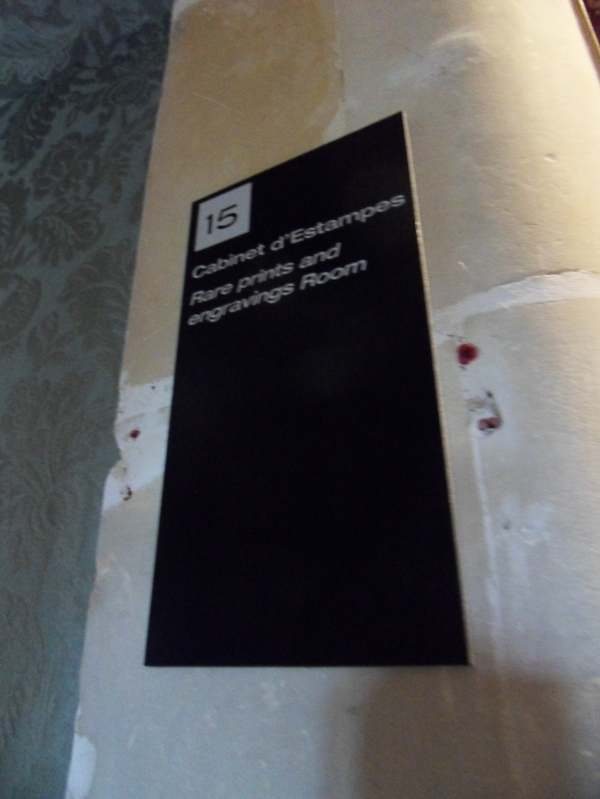 15
Cabinet d'Estampes
Rare prints and
engravings Room